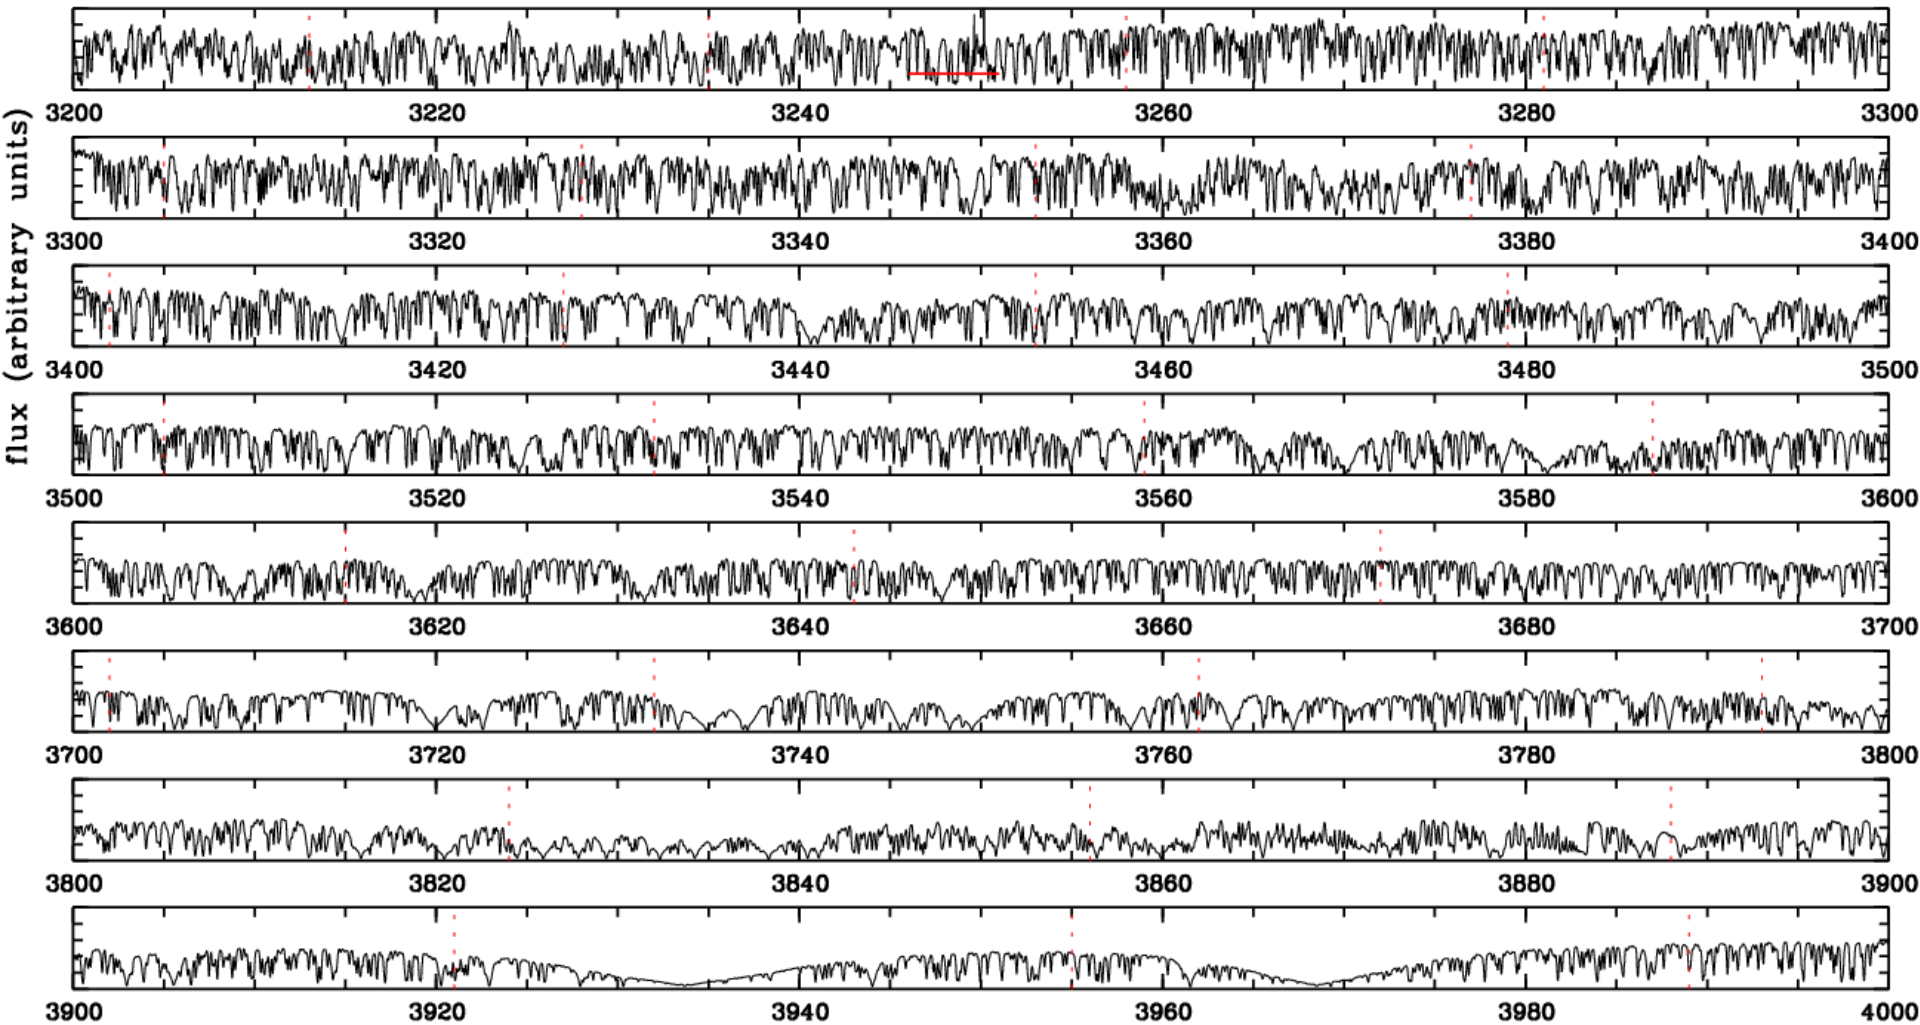 flux (arbitrary units)
3200 3220 3240 3260 3280 3300
3300 3320 3340 3360 3380 3400
3400 3420 3440 3460 3480 3500
3500 3520 3540 3560 3580 3600
3600 3620 3640 3660 3680 3700
3700 3720 3740 3760 3780 3800
3800 3820 3840 3860 3880 3900
3900 3920 3940 3960 3980 4000